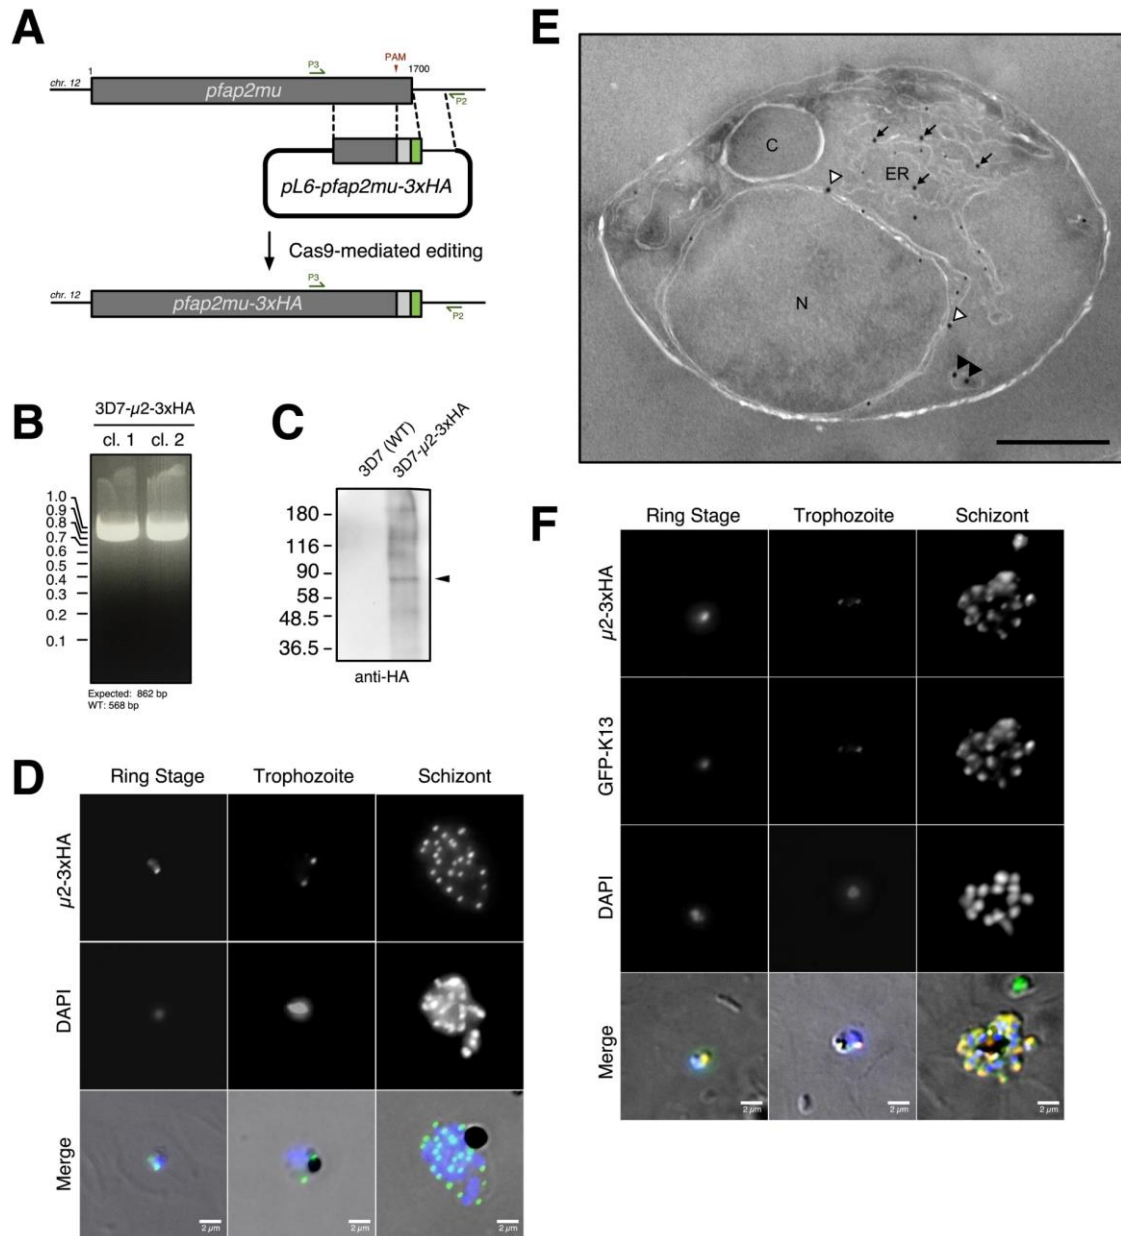 A
chr. 12
1
pfap2mu
P3
PAM
1700
P2
pL6-pfap2mu-3xHA
Cas9-mediated editing
chr. 12
pfap2mu-3xHA
P3
P2
B
3D7-µ2-3xHA
cl. 1 cl. 2
1.0
0.9
0.8
0.7
0.6
0.5
0.4
0.3
0.2
0.1
Expected: 862 bp
WT: 568 bp
C
3D7 (WT)
3D7-µ2-3xHA
180
116
90
58
48.5
36.5
anti-HA
D
Ring Stage Trophozoite Schizont
µ2-3xHA
DAPI
Merge
2 µm
2 µm
2 µm
E
C
ER
N
F
Ring Stage Trophozoite Schizont
µ2-3xHA
GFP-K13
DAPI
Merge
2 µm
2 µm
2 µm